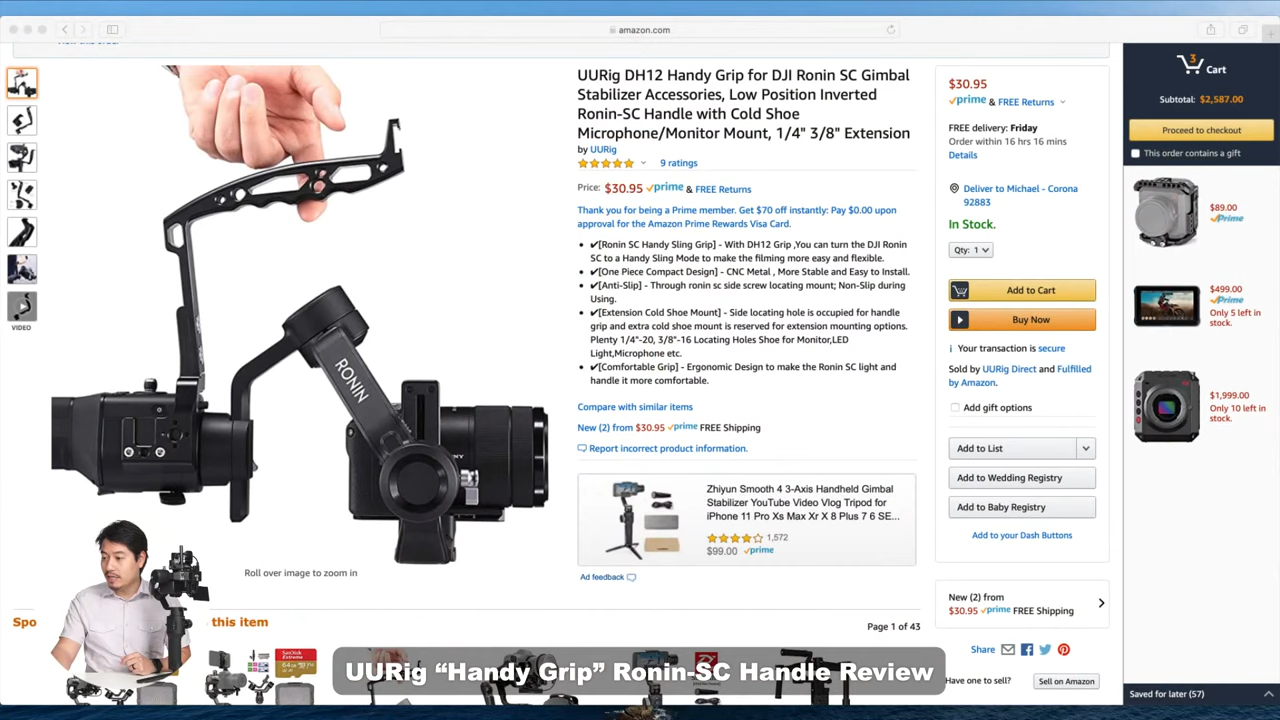 amazon.com
UURig DH12 Handy Grip for DJI Ronin SC Gimbal
Stabilizer Accessories, Low Position Inverted
Ronin-SC Handle with Cold Shoe
Microphone/Monitor Mount, 1/4" 3/8" Extension
by UURig
9 ratings
Price: $30.95 prime & FREE Returns
Thank you for being a Prime member. Get $70 off instantly: Pay $0.00 upon
approval for the Amazon Prime Rewards Visa Card.
• ✔[Ronin SC Handy Sling Grip] - With DH12 Grip ,You can turn the DJI Ronin
SC to a Handy Sling Mode to make the filming more easy and flexible.
• ✔[One Piece Compact Design] - CNC Metal , More Stable and Easy to Install.
• ✔[Anti-Slip] - Through ronin sc side screw locating mount; Non-Slip during
Using.
• ✔[Extension Cold Shoe Mount] - Side locating hole is occupied for handle
grip and extra cold shoe mount is reserved for extension mounting options.
Plenty 1/4"-20, 3/8"-16 Locating Holes Shoe for Monitor,LED
Light,Microphone etc.
• ✔[Comfortable Grip] - Ergonomic Design to make the Ronin SC light and
handle it more comfortable.
Compare with similar items
New (2) from $30.95 prime FREE Shipping
Report incorrect product information.
Zhiyun Smooth 4 3-Axis Handheld Gimbal
Stabilizer YouTube Video Vlog Tripod for
iPhone 11 Pro Xs Max Xr X 8 Plus 7 6 SE...
1,572
$99.00 prime
Ad feedback
RONIN
VIDEO
Roll over image to zoom in
$30.95
prime & FREE Returns
FREE delivery: Friday
Order within 16 hrs 16 mins
Details
Deliver to Michael - Corona
92883
In Stock.
Qty: 1
Add to Cart
Buy Now
Your transaction is secure
Sold by UURig Direct and Fulfilled
by Amazon.
Add gift options
Add to List
Add to Wedding Registry
Add to Baby Registry
Add to your Dash Buttons
New (2) from
$30.95 prime FREE Shipping
Share
Have one to sell?
Sell on Amazon
3
Cart
Subtotal: $2,587.00
Proceed to checkout
This order contains a gift
$89.00
prime
$499.00
prime
Only 5 left in
stock.
$1,999.00
Only 10 left in
stock.
Saved for later (57)
Spo
this item
Page 1 of 43
UURig “Handy Grip” Ronin-SC Handle Review